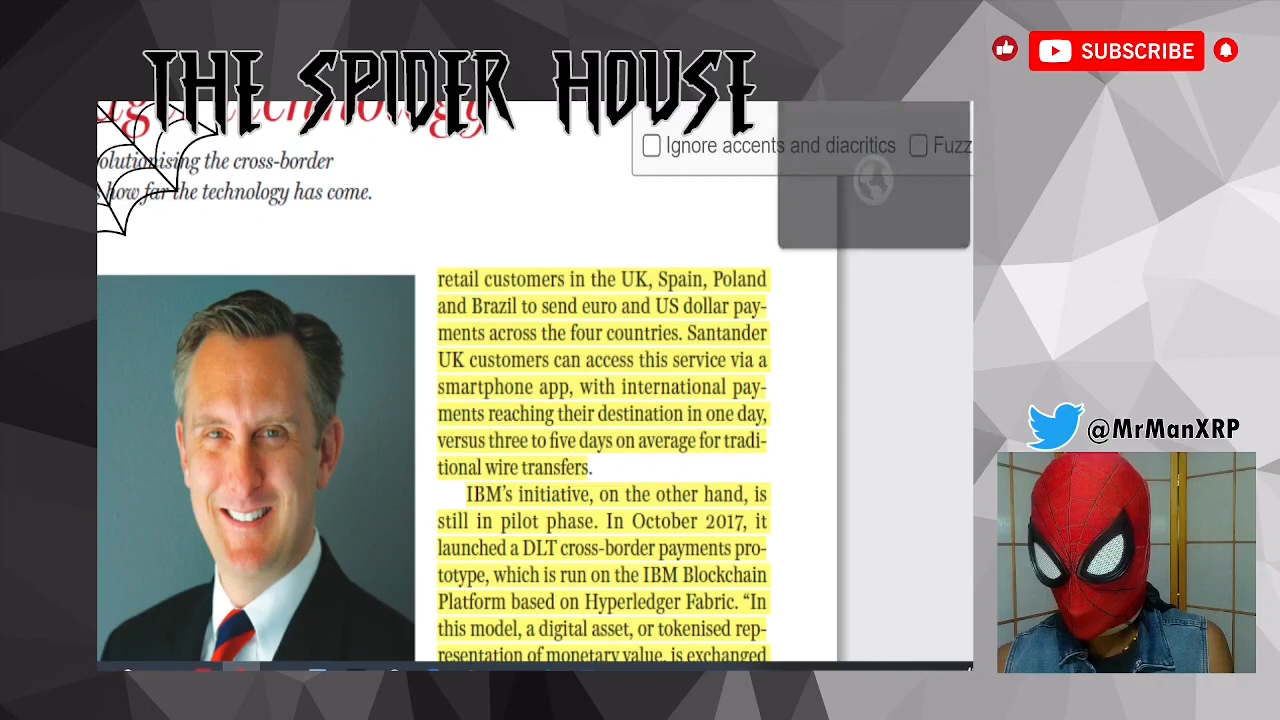 THE SPIDER HOUSE
SUBSCRIBE
Ignore accents and diacritics
Fuzz
olutionising the cross-border
how far the technology has come.
retail customers in the UK, Spain, Poland
and Brazil to send euro and US dollar pay-
ments across the four countries. Santander
UK customers can access this service via a
smartphone app, with international pay-
ments reaching their destination in one day,
versus three to five days on average for tradi-
tional wire transfers.
IBM's initiative, on the other hand, is
still in pilot phase. In October 2017, it
launched a DLT cross-border payments pro-
totype, which is run on the IBM Blockchain
Platform based on Hyperledger Fabric. “In
this model, a digital asset, or tokenised rep-
resentation of monetary value, is exchanged
@MrManXRP